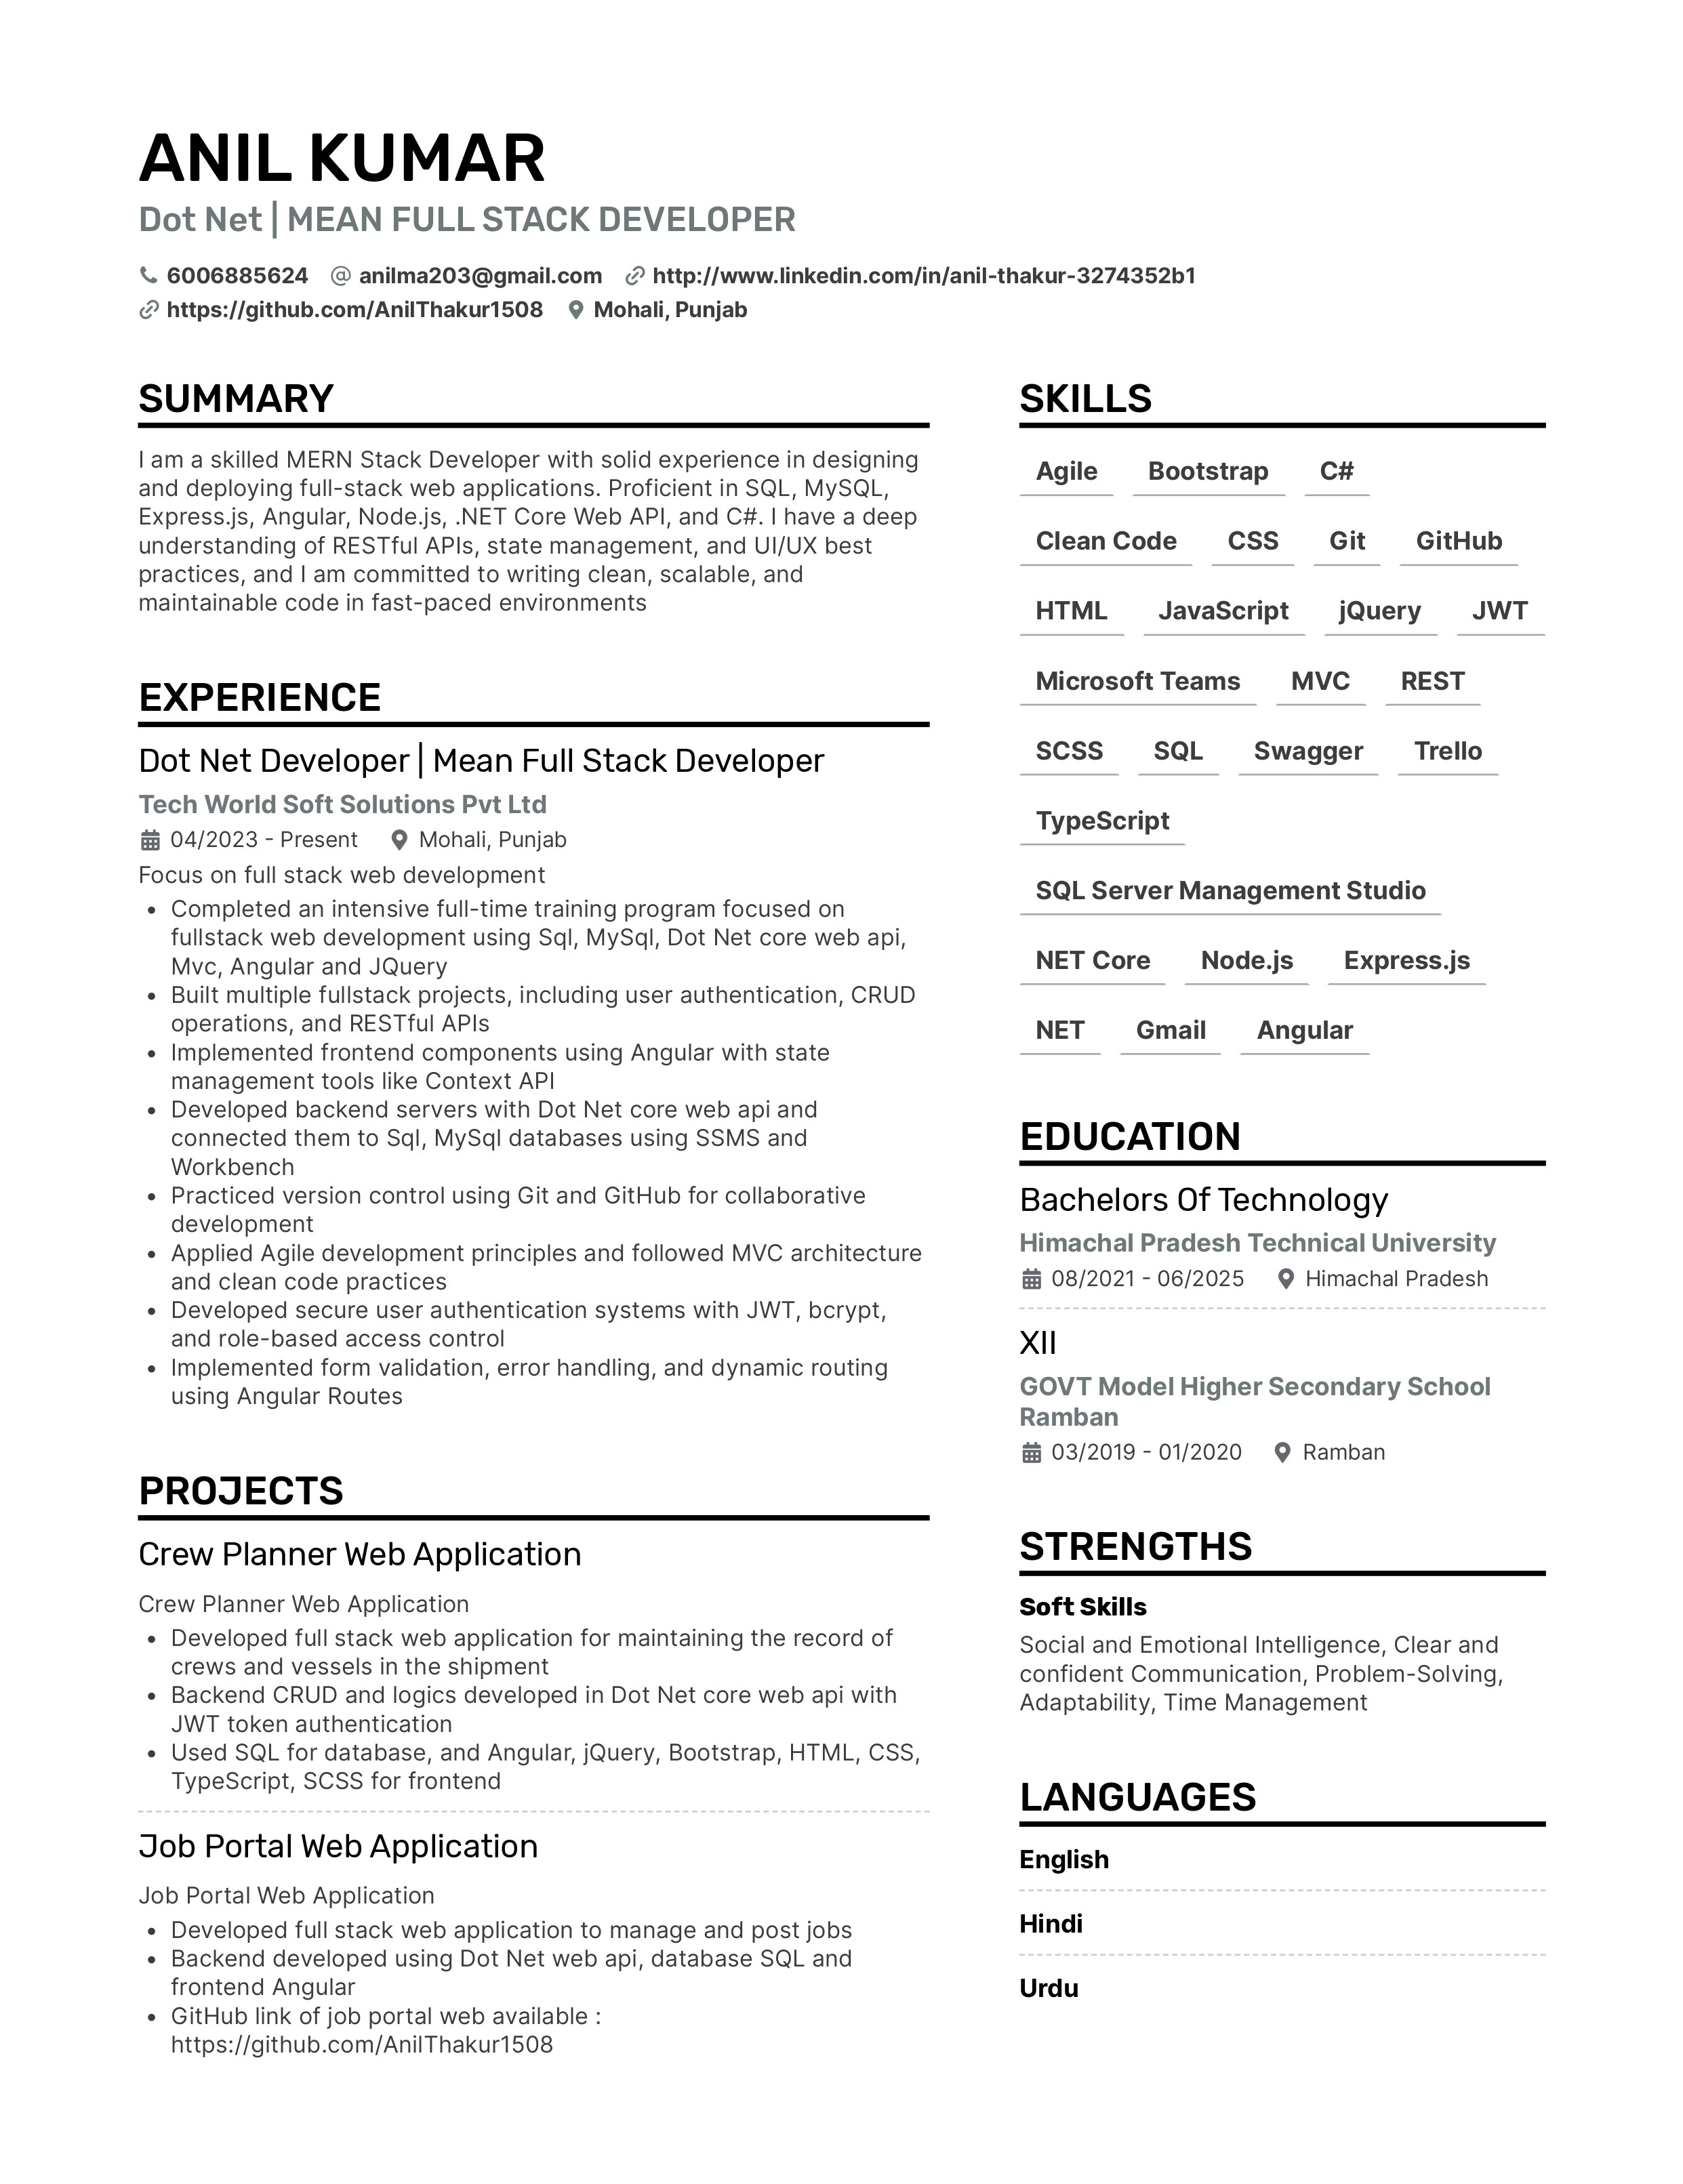 ANIL KUMAR
Dot Net | MEAN FULL STACK DEVELOPER
6006885624 anilma203@gmail.com http://www.linkedin.com/in/anil-thakur-3274352b1
https://github.com/AnilThakur1508 Mohali, Punjab
SUMMARY
I am a skilled MERN Stack Developer with solid experience in designing
and deploying full-stack web applications. Proficient in SQL, MySQL,
Express.js, Angular, Node.js, .NET Core Web API, and C#. I have a deep
understanding of RESTful APIs, state management, and UI/UX best
practices, and I am committed to writing clean, scalable, and
maintainable code in fast-paced environments
EXPERIENCE
Dot Net Developer | Mean Full Stack Developer
Tech World Soft Solutions Pvt Ltd
04/2023 - Present Mohali, Punjab
Focus on full stack web development
• Completed an intensive full-time training program focused on
fullstack web development using Sql, MySql, Dot Net core web api,
Mvc, Angular and JQuery
• Built multiple fullstack projects, including user authentication, CRUD
operations, and RESTful APIs
• Implemented frontend components using Angular with state
management tools like Context API
• Developed backend servers with Dot Net core web api and
connected them to Sql, MySql databases using SSMS and
Workbench
• Practiced version control using Git and GitHub for collaborative
development
• Applied Agile development principles and followed MVC architecture
and clean code practices
• Developed secure user authentication systems with JWT, bcrypt,
and role-based access control
• Implemented form validation, error handling, and dynamic routing
using Angular Routes
PROJECTS
Crew Planner Web Application
Crew Planner Web Application
• Developed full stack web application for maintaining the record of
crews and vessels in the shipment
• Backend CRUD and logics developed in Dot Net core web api with
JWT token authentication
• Used SQL for database, and Angular, jQuery, Bootstrap, HTML, CSS,
TypeScript, SCSS for frontend
Job Portal Web Application
Job Portal Web Application
• Developed full stack web application to manage and post jobs
• Backend developed using Dot Net web api, database SQL and
frontend Angular
• GitHub link of job portal web available :
https://github.com/AnilThakur1508
SKILLS
Agile Bootstrap C#
Clean Code CSS Git GitHub
HTML JavaScript jQuery JWT
Microsoft Teams MVC REST
SCSS SQL Swagger Trello
TypeScript
SQL Server Management Studio
NET Core Node.js Express.js
NET Gmail Angular
EDUCATION
Bachelors Of Technology
Himachal Pradesh Technical University
08/2021 - 06/2025 Himachal Pradesh
XII
GOVT Model Higher Secondary School
Ramban
03/2019 - 01/2020 Ramban
STRENGTHS
Soft Skills
Social and Emotional Intelligence, Clear and
confident Communication, Problem-Solving,
Adaptability, Time Management
LANGUAGES
English
Hindi
Urdu